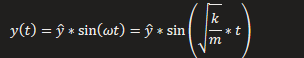 y(t) = ŷ * sin(ωt) = ŷ * sin(√(k/m) * t)